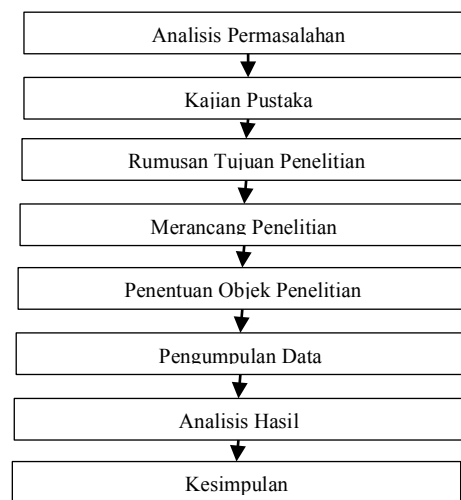 Analisis Permasalahan
Kajian Pustaka
Rumusan Tujuan Penelitian
Merancang Penelitian
Penentuan Objek Penelitian
Pengumpulan Data
Analisis Hasil
Kesimpulan